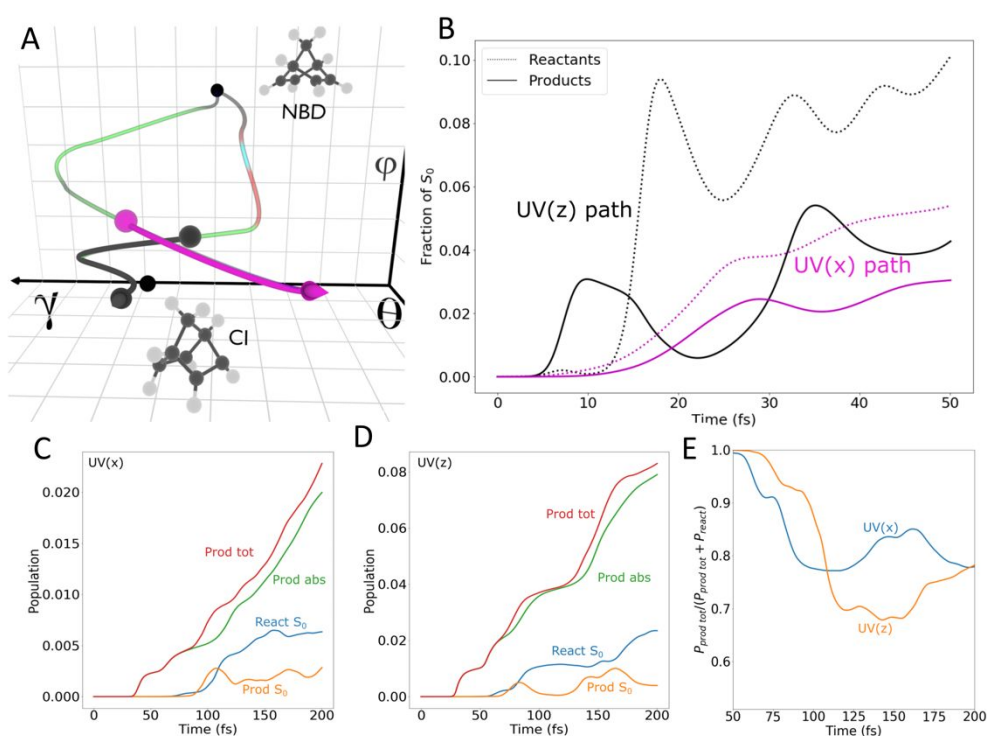 A
NBD
φ
γ
Θ
CI
B
Reactants
Products
0.10
0.08
0.06
0.04
0.02
0.00
Fraction of S0
UV(z) path
UV(x) path
0 10 20 30 40 50
Time (fs)
C
UV(x)
0.020
0.015
0.010
0.005
0.000
Population
Prod tot
Prod abs
React S0
Prod S0
0 50 100 150 200
Time (fs)
D
UV(z)
0.08
0.06
0.04
0.02
0.00
Population
Prod tot
Prod abs
React S0
Prod S0
0 50 100 150 200
Time (fs)
E
1.0
0.9
0.8
0.7
0.6
Pprod tot/(Pprod tot + Preact)
UV(x)
UV(z)
50 75 100 125 150 175 200
Time (fs)